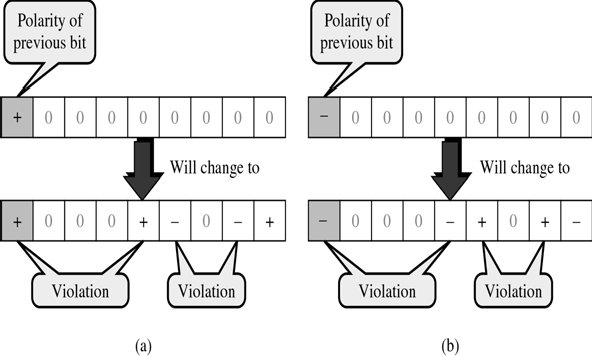 Polarity of
previous bit
+ 0 0 0 0 0 0 0 0
Will change to
+ 0 0 0 + − 0 − +
Violation
Violation
(a)
Polarity of
previous bit
− 0 0 0 0 0 0 0 0
Will change to
− 0 0 0 − + 0 + −
Violation
Violation
(b)